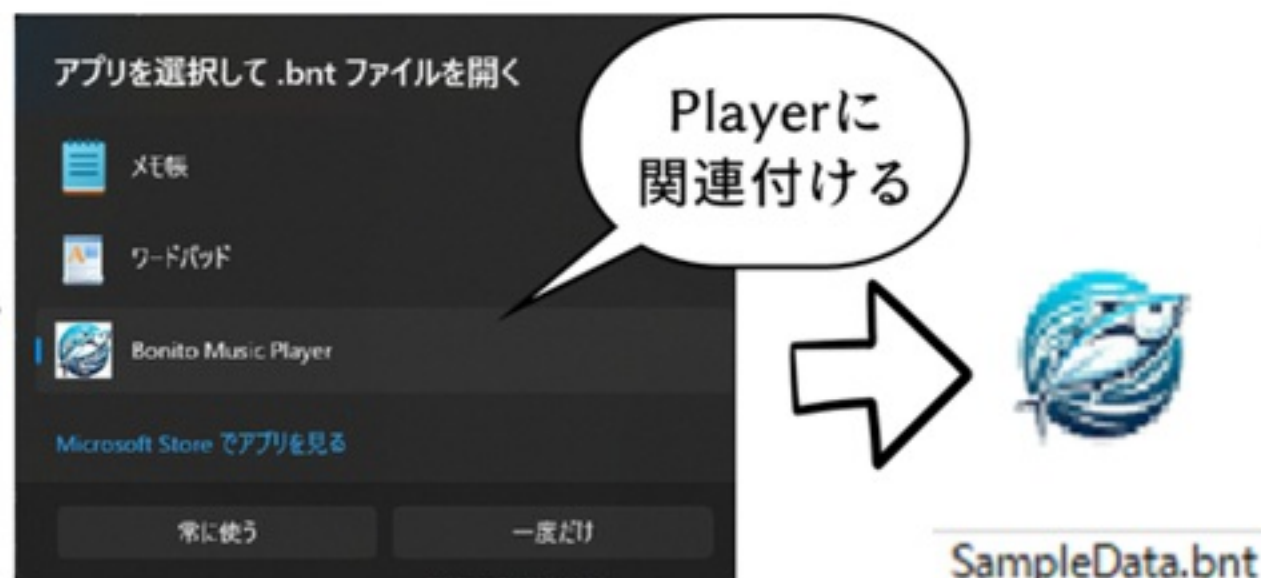 アプリを選択して .bnt ファイルを開く
メモ帳
ワードパッド
Bonito Music Player
Microsoft Store でアプリを見る
常に使う
一度だけ
Playerに
関連付ける
SampleData.bnt